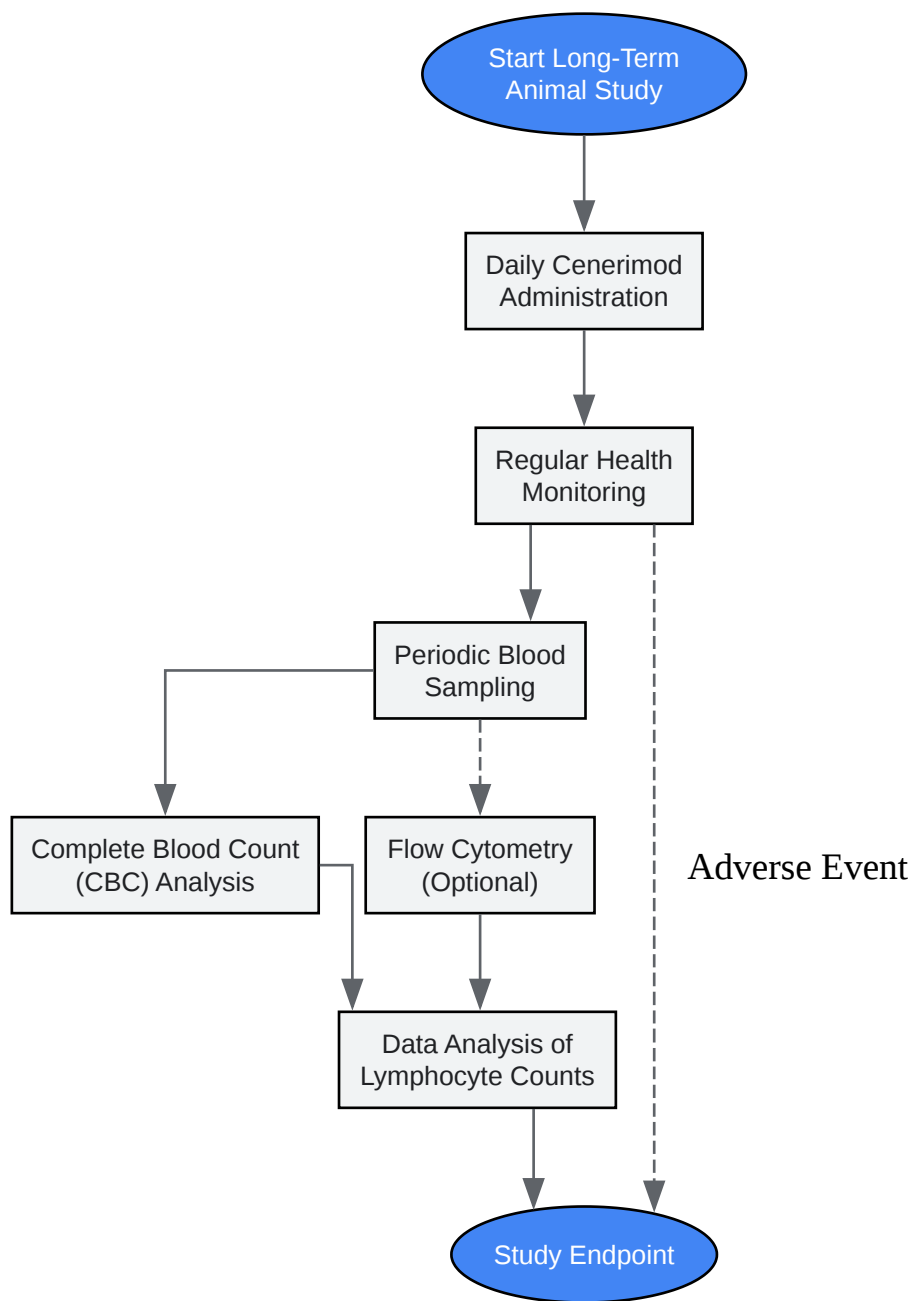 Start Long-Term
Animal Study
Daily Cenerimod
Administration
Regular Health
Monitoring
Periodic Blood
Sampling
Complete Blood Count
(CBC) Analysis
Flow Cytometry
(Optional)
Adverse Event
Data Analysis of
Lymphocyte Counts
Study Endpoint